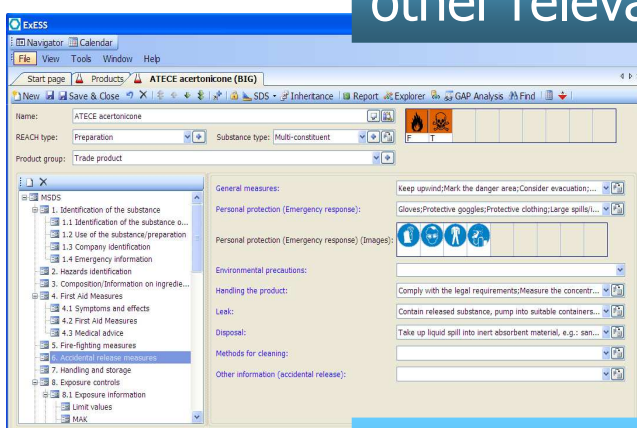 other releva
ExESS
Navigator Calendar
File View Tools Window Help
Start page Products ATECE acertonicone (BIG)
New Save & Close SDS Inheritance Report Explorer GAP Analysis Find
Name: ATECE acertonicone
REACH type: Preparation Substance type: Multi-constituent
F T
Product group: Trade product
MSDS
1. Identification of the substance
1.1 Identification of the substance o...
1.2 Use of the substance/preparation
1.3 Company identification
1.4 Emergency information
2. Hazards identification
3. Composition/Information on ingredie...
4. First Aid Measures
4.1 Symptoms and effects
4.2 First Aid Measures
4.3 Medical advice
5. Fire-fighting measures
6. Accidental release measures
7. Handling and storage
8. Exposure controls
8.1 Exposure information
Limit values
MAK
General measures: Keep upwind;Mark the danger area;Consider evacuation;...
Personal protection (Emergency response): Gloves;Protective goggles;Protective clothing;Large spills/i...
Personal protection (Emergency response) (Images):
Environmental precautions:
Handling the product: Comply with the legal requirements;Measure the concentr...
Leak: Contain released substance, pump into suitable containers...
Disposal: Take up liquid spill into inert absorbent material, e.g.: san...
Methods for cleaning:
Other information (accidental release):